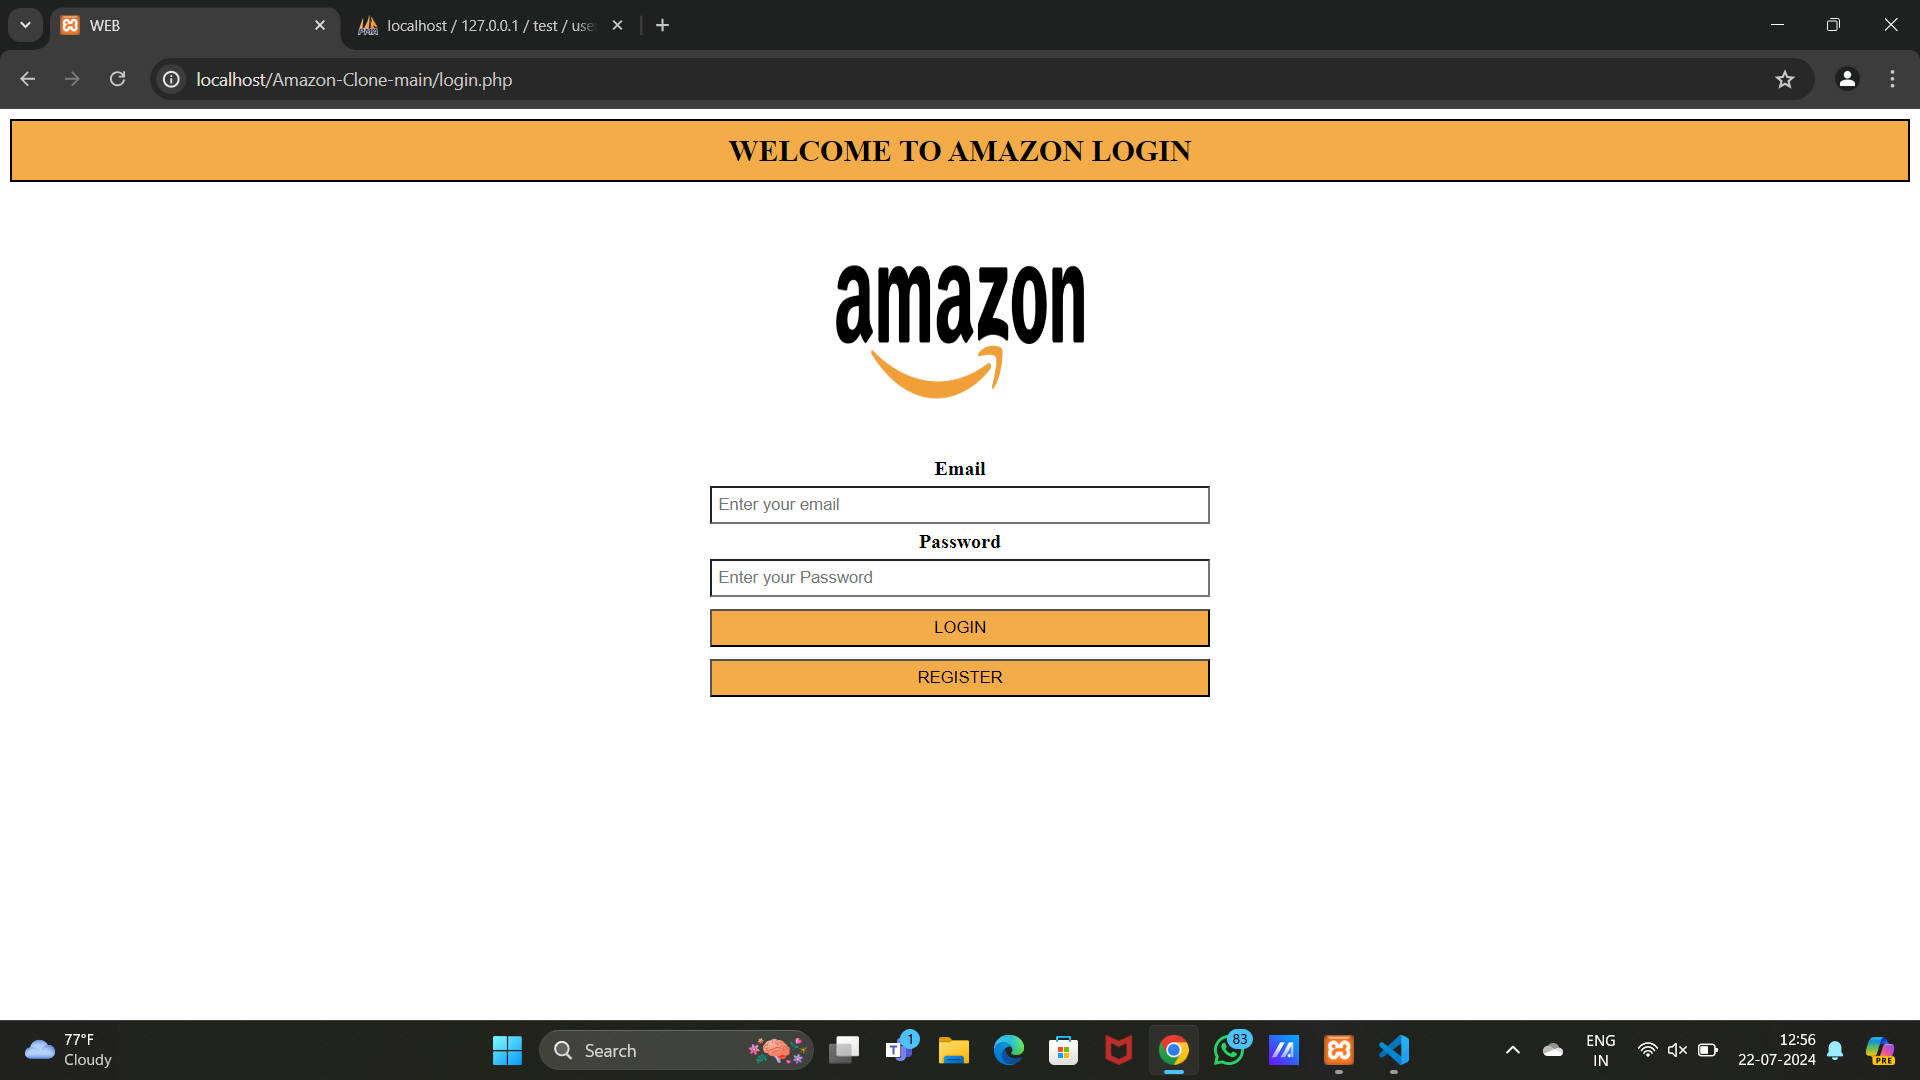 WEB
localhost / 127.0.0.1 / test / use
localhost/Amazon-Clone-main/login.php
WELCOME TO AMAZON LOGIN
amazon
Email
Enter your email
Password
Enter your Password
LOGIN
REGISTER
77°F
Cloudy
Search
1
83
ENG
IN
12:56
22-07-2024
PRE